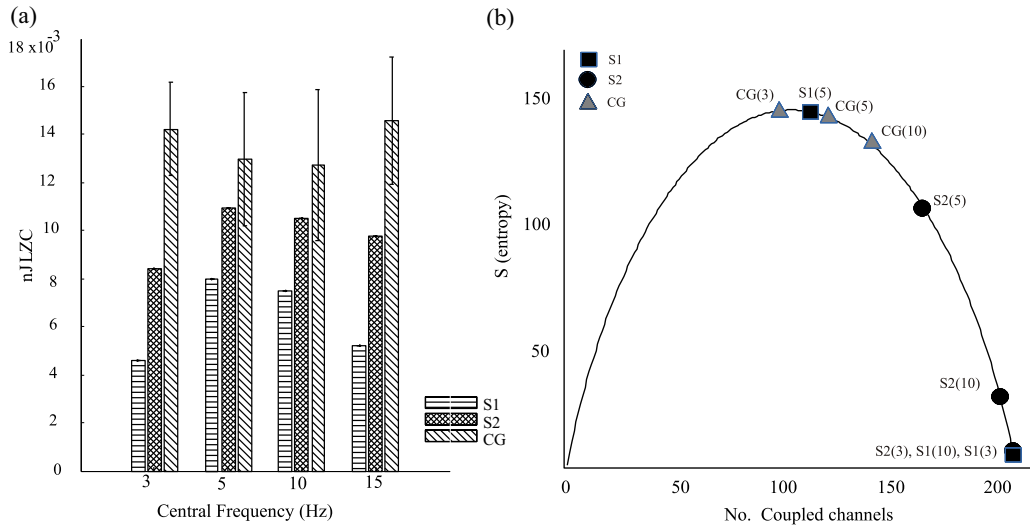 (a)
18 x10-3
16
14
12
10
8
6
4
2
0
nJLZC
3 5 10 15
Central Frequency (Hz)
S1
S2
CG
(b)
S1
S2
CG
150
100
50
S (entropy)
CG(3)
S1(5)
CG(5)
CG(10)
S2(5)
S2(10)
S2(3), S1(10), S1(3)
0 50 100 150 200
No. Coupled channels